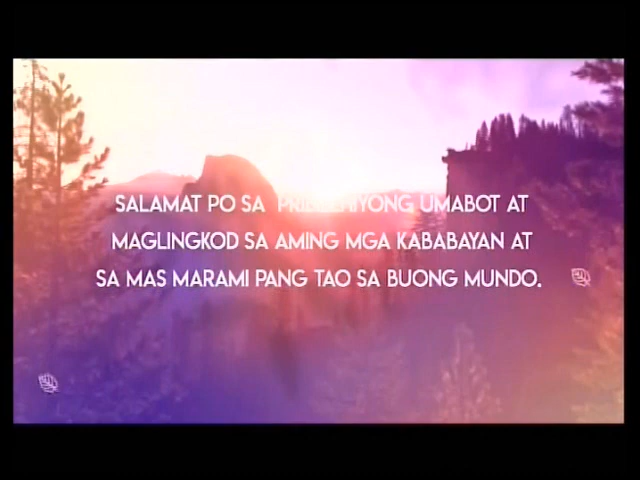 SALAMAT PO SA UMABOT AT
MAGLINGKOD SA AMING MGA KABABAYAN AT
SA MAS MARAMI PANG TAO SA BUONG MUNDO.